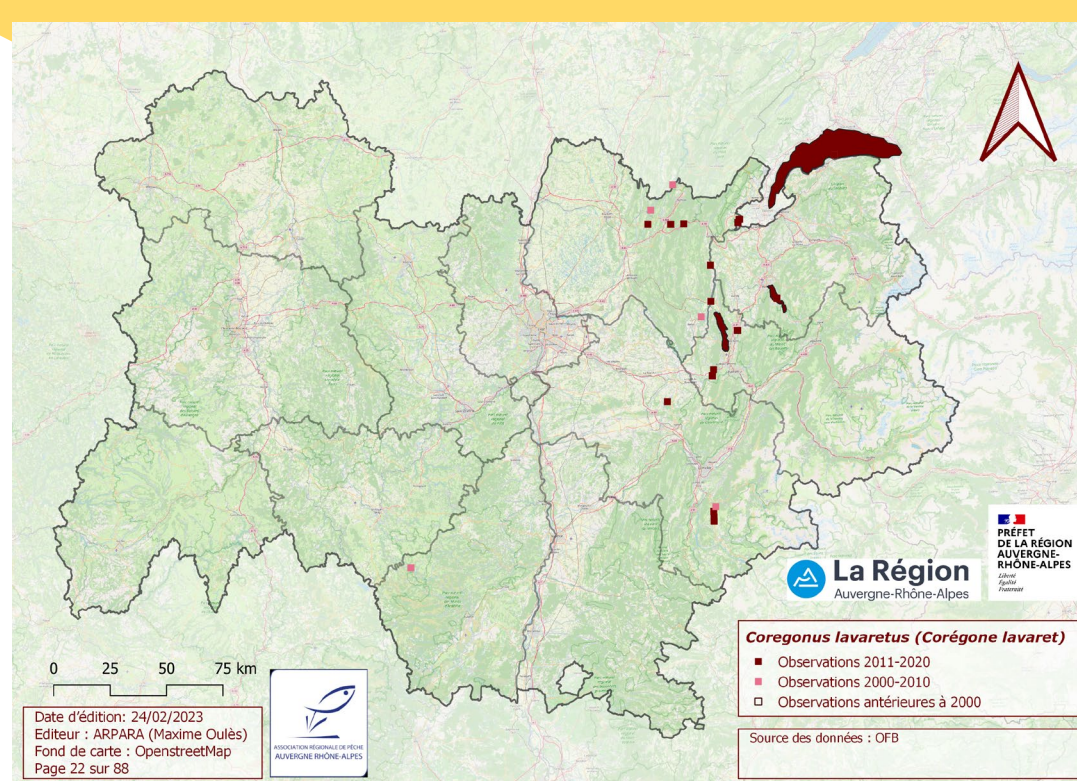 PRÉFET
DE LA RÉGION
AUVERGNE-
RHÔNE-ALPES
Liberté
Égalité
Fraternité
La Région
Auvergne-Rhône-Alpes
Coregonus lavaretus (Corégone lavaret)
Observations 2011-2020
Observations 2000-2010
Observations antérieures à 2000
Source des données : OFB
0 25 50 75 km
ASSOCIATION RÉGIONALE DE PÊCHE
AUVERGNE RHÔNE-ALPES
Date d'édition: 24/02/2023
Editeur : ARPARA (Maxime Oulès)
Fond de carte : OpenstreetMap
Page 22 sur 88